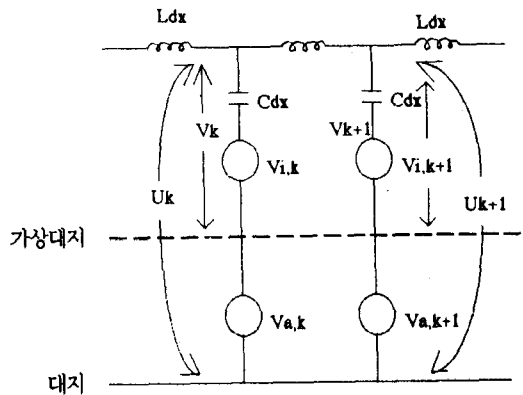 Ldx
Ldx
Cdx
Cdx
Vk
Vk+1
Vi,k
Vi,k+1
Uk
Uk+1
가상대지
Va,k
Va,k+1
대지